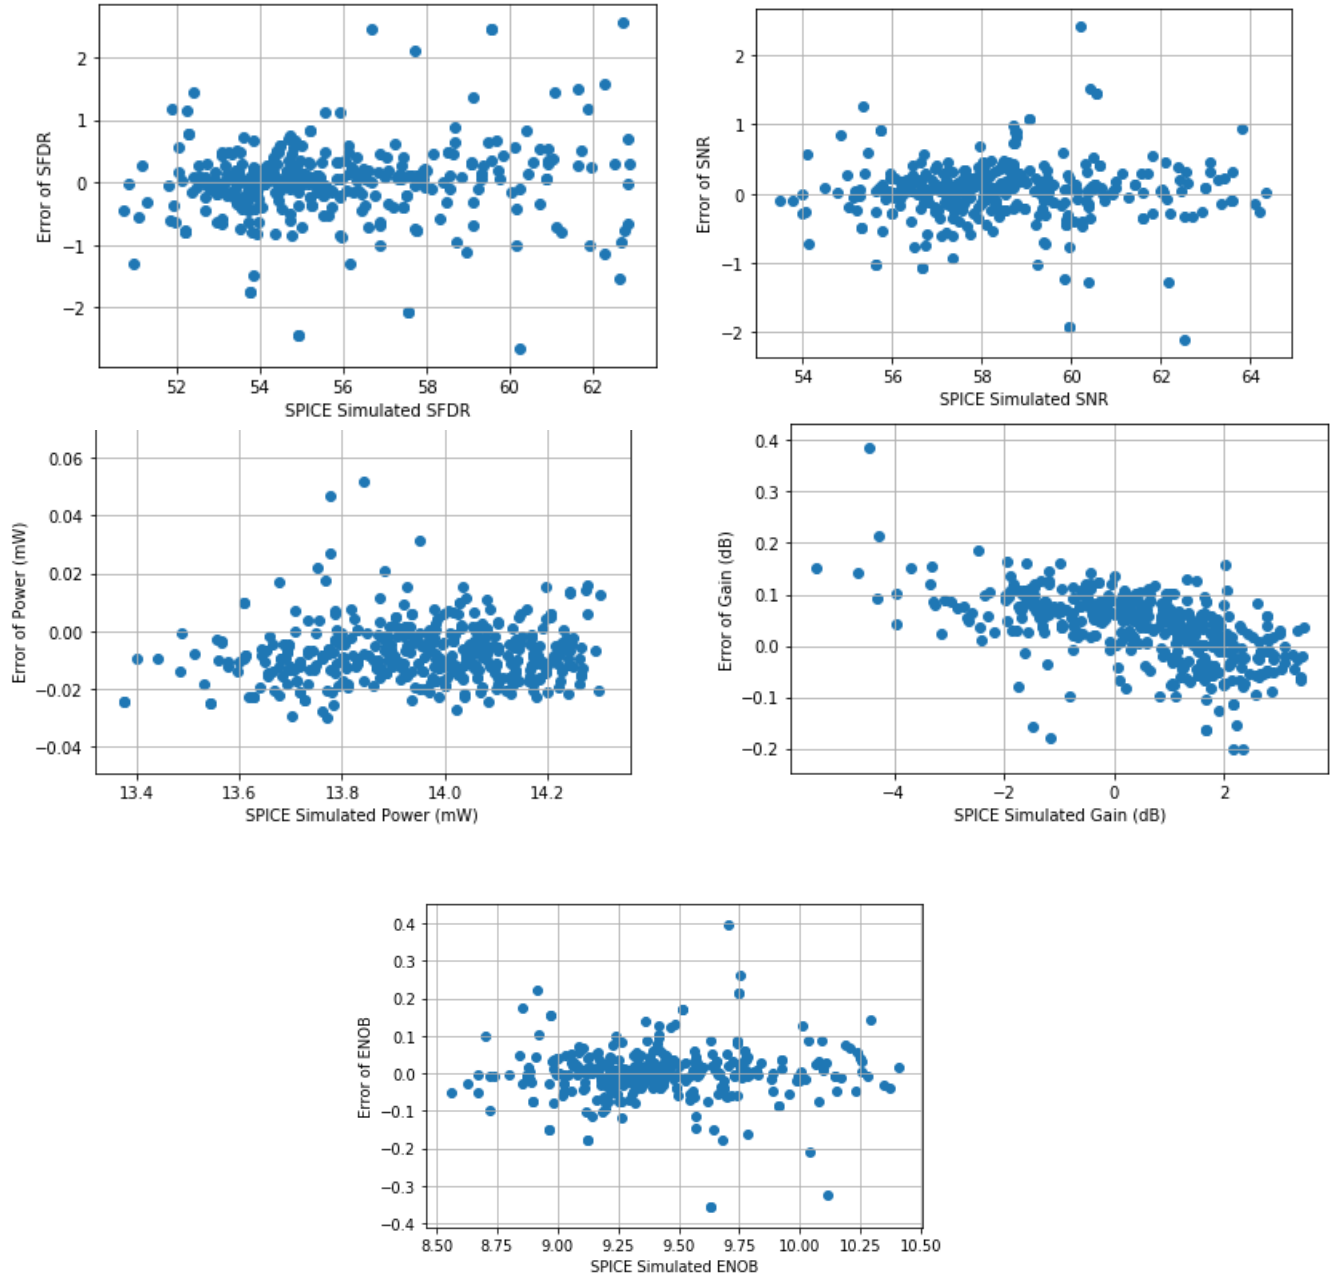 Error of SFDR
2
1
0
−1
−2
52 54 56 58 60 62
SPICE Simulated SFDR
Error of SNR
2
1
0
−1
−2
54 56 58 60 62 64
SPICE Simulated SNR
Error of Power (mW)
0.06
0.04
0.02
0.00
−0.02
−0.04
13.4 13.6 13.8 14.0 14.2
SPICE Simulated Power (mW)
Error of Gain (dB)
0.4
0.3
0.2
0.1
0.0
−0.1
−0.2
−4 −2 0 2
SPICE Simulated Gain (dB)
Error of ENOB
0.4
0.3
0.2
0.1
0.0
−0.1
−0.2
−0.3
−0.4
8.50 8.75 9.00 9.25 9.50 9.75 10.00 10.25 10.50
SPICE Simulated ENOB